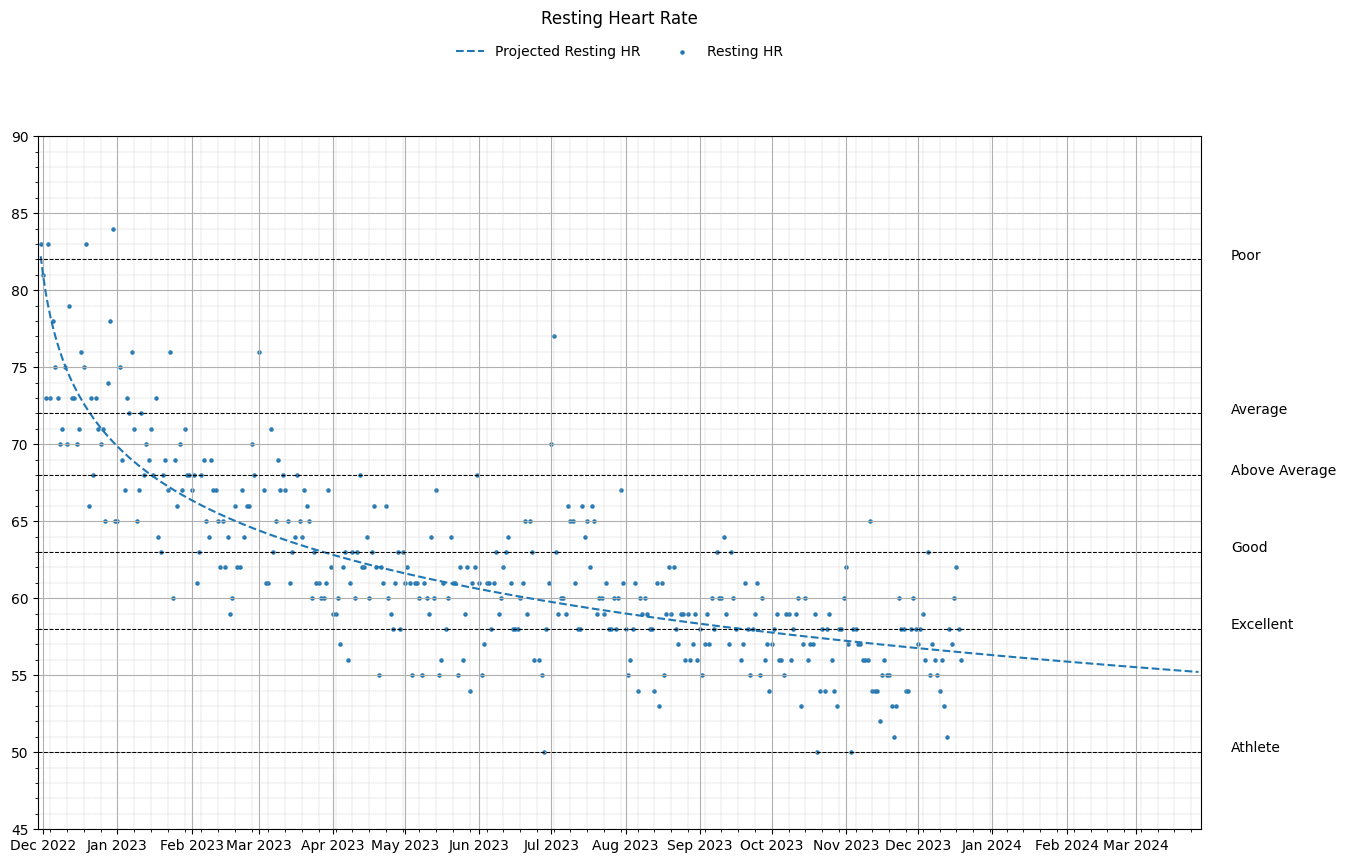 Resting Heart Rate
Projected Resting HR Resting HR
90
85
80
75
70
65
60
55
50
45
Poor
Average
Above Average
Good
Excellent
Athlete
Dec 2022 Jan 2023 Feb 2023 Mar 2023 Apr 2023 May 2023 Jun 2023 Jul 2023 Aug 2023 Sep 2023 Oct 2023 Nov 2023 Dec 2023 Jan 2024 Feb 2024 Mar 2024